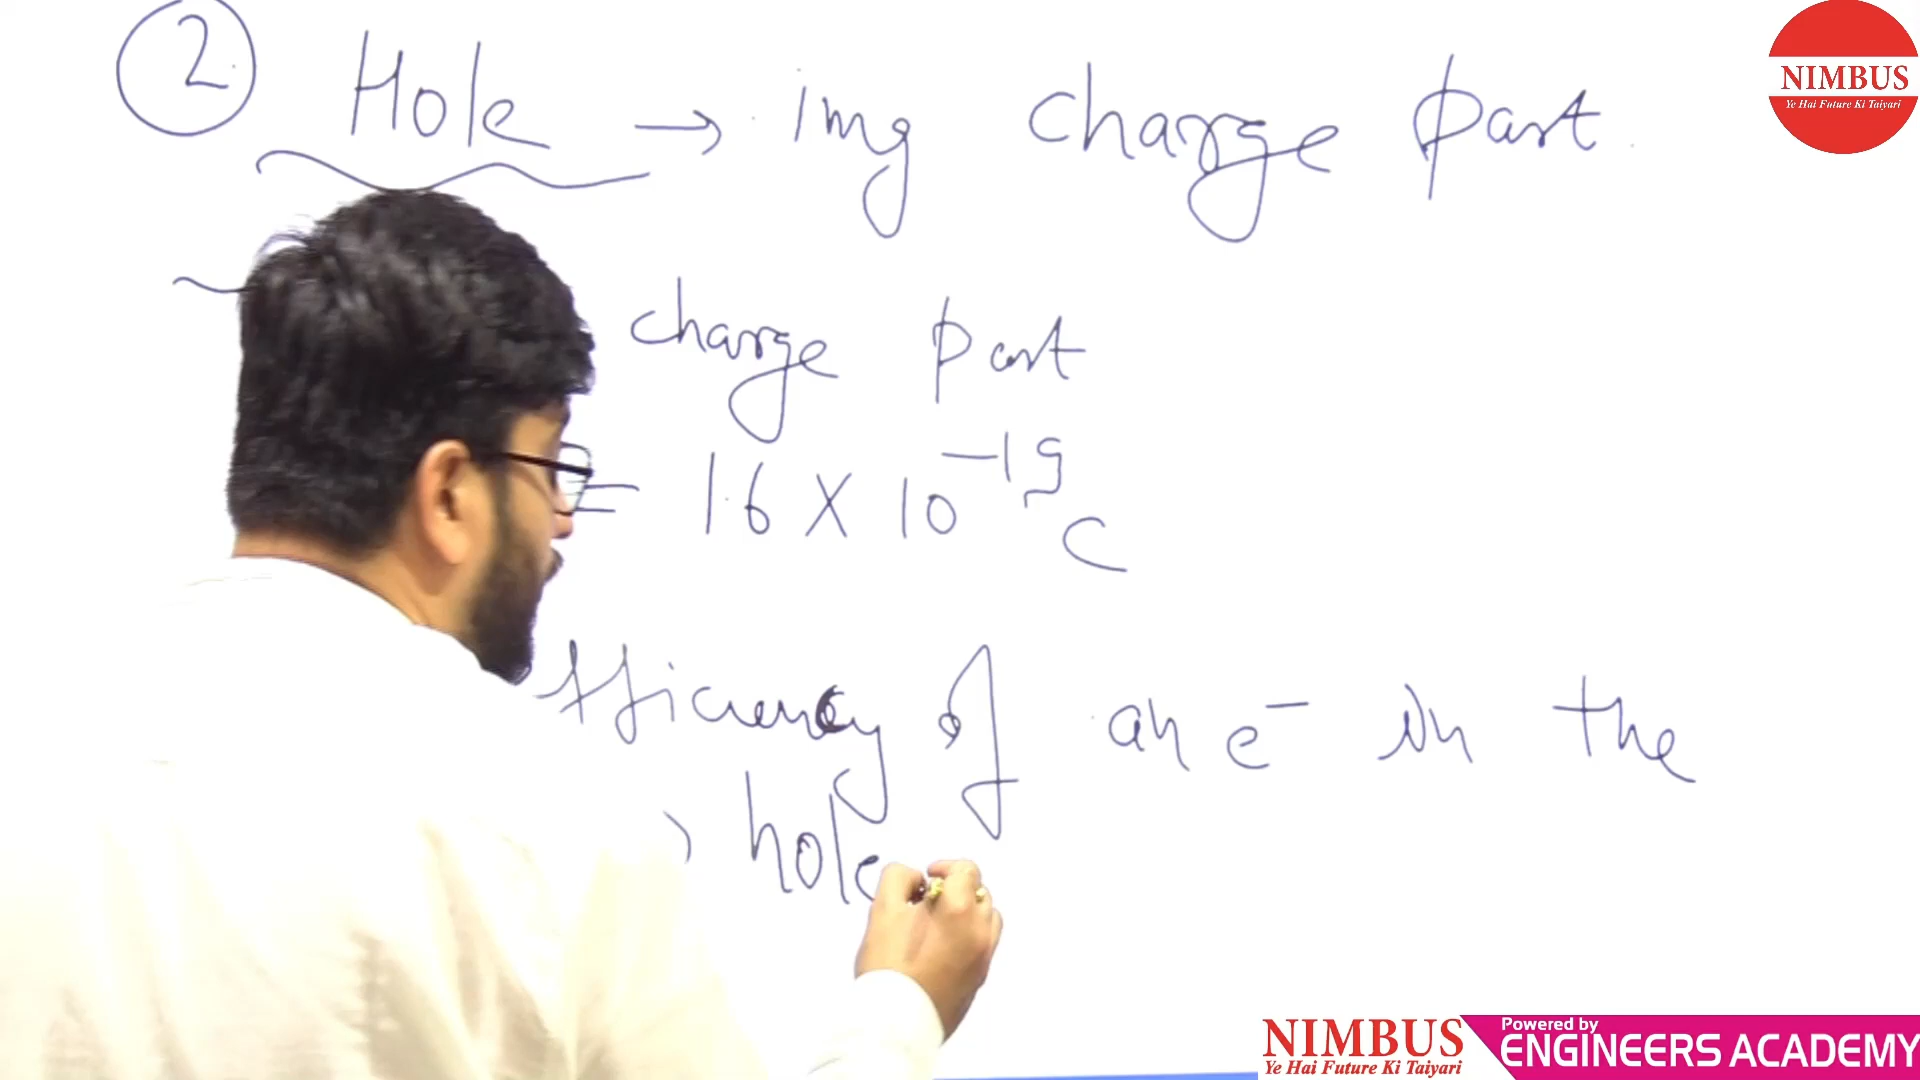 2 Hole → img charge part.
charge part
= 1.6 X 10⁻¹⁹ C
fficiency of an e⁻ in the
hole
NIMBUS
Ye Hai Future Ki Taiyari
NIMBUS
Ye Hai Future Ki Taiyari
Powered by
ENGINEERS ACADEMY